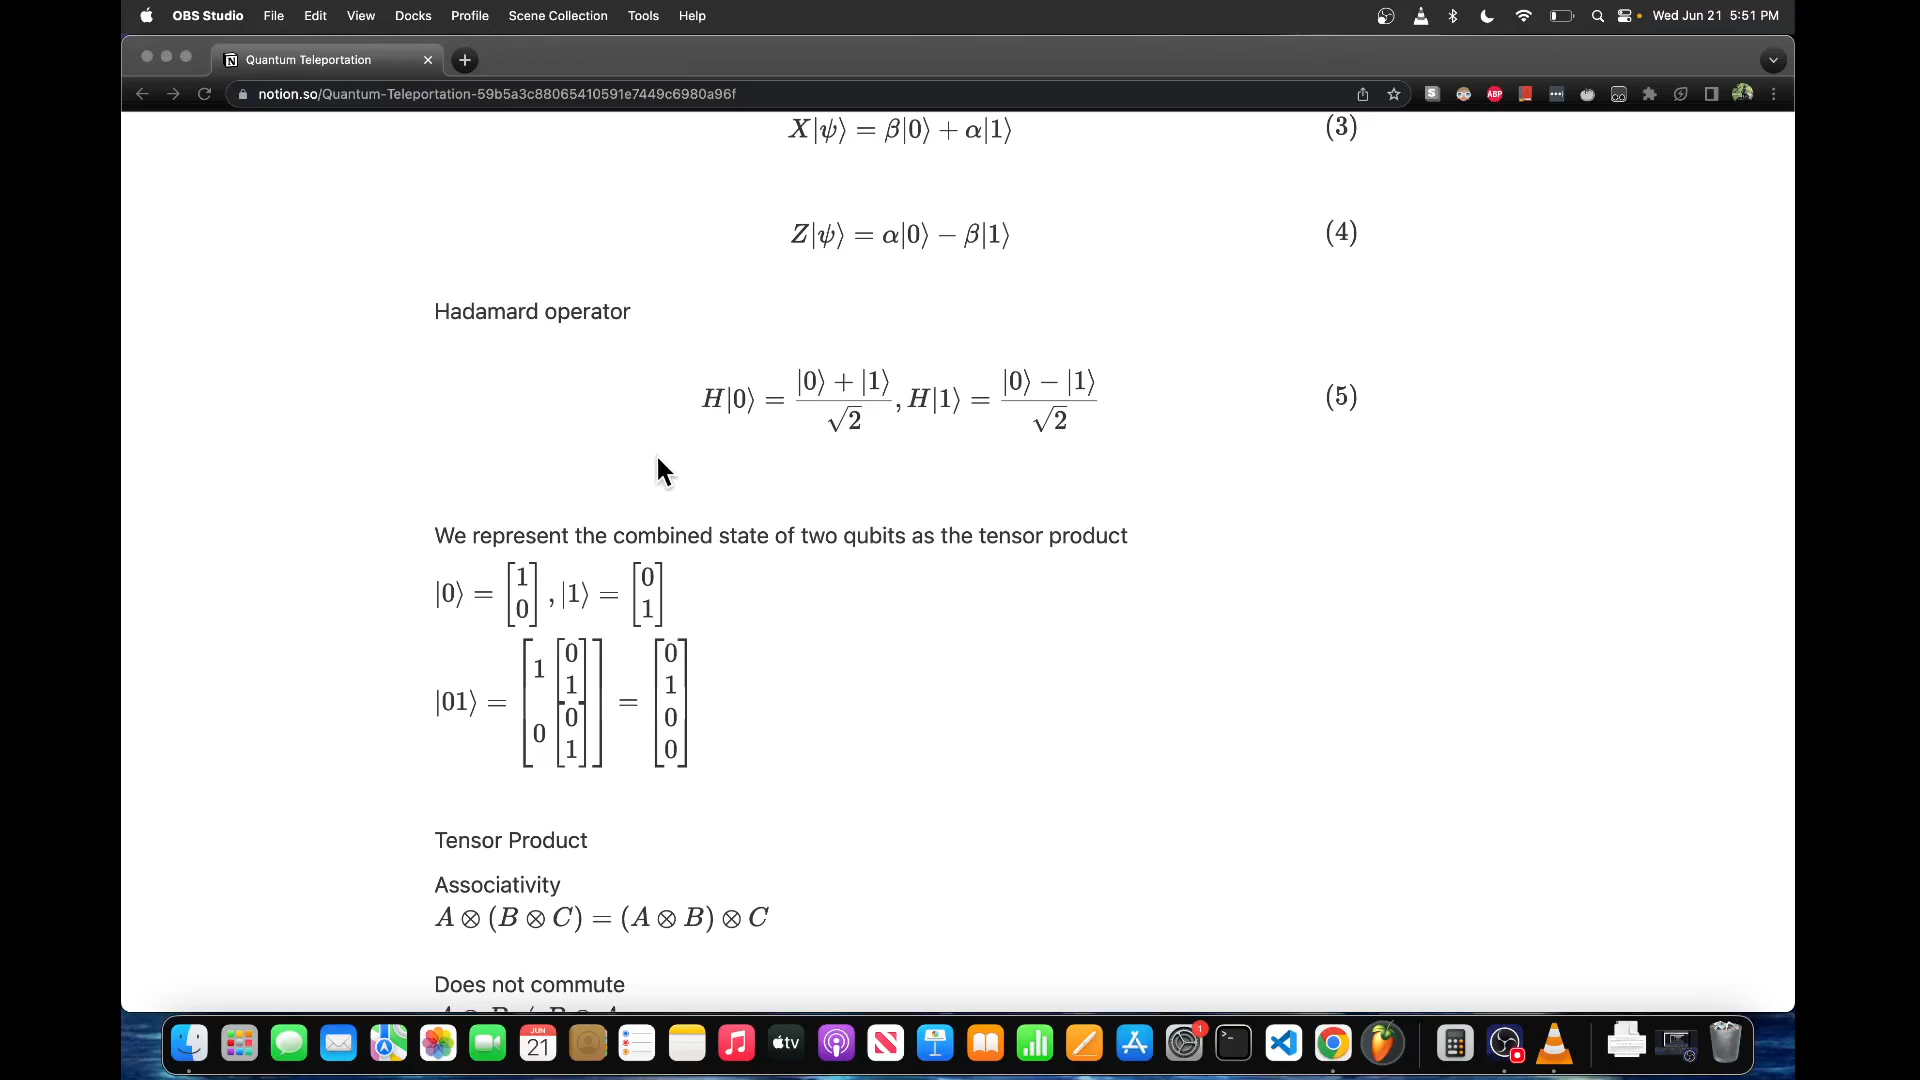 OBS Studio File Edit View Docks Profile Scene Collection Tools Help Wed Jun 21 5:51 PM
Quantum Teleportation
notion.so/Quantum-Teleportation-59b5a3c88065410591e7449c6980a96f
X|ψ⟩ = β|0⟩ + α|1⟩ (3)
Z|ψ⟩ = α|0⟩ − β|1⟩ (4)
Hadamard operator
H|0⟩ = (|0⟩ + |1⟩)/√2, H|1⟩ = (|0⟩ − |1⟩)/√2 (5)
We represent the combined state of two qubits as the tensor product
|0⟩ = [1 0], |1⟩ = [0 1]
|01⟩ = [1 [0 1] 0 [0 1]] = [0 1 0 0]
Tensor Product
Associativity
A ⊗ (B ⊗ C) = (A ⊗ B) ⊗ C
Does not commute
JUN
21
tv
1